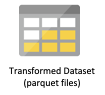 Transformed Dataset
(parquet files)